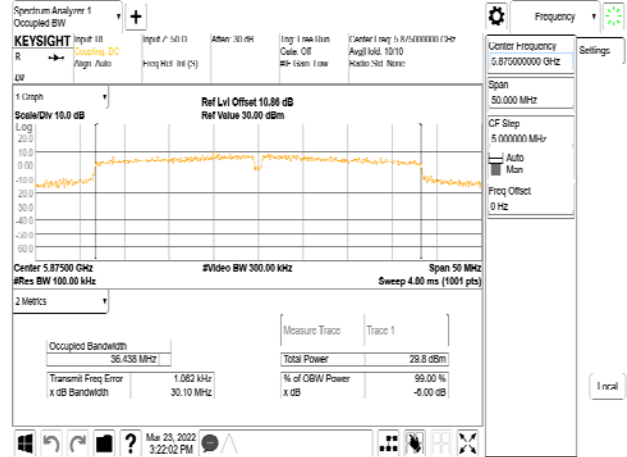 Spectrum Analyzer 1
Occupied BW
Frequency
KEYSIGHT
Input: RF
Coupling: DC
Align: Auto
Input Z: 50 Ω
Freq Ref: Int (S)
Atten: 30 dB
Trig: Free Run
Gate: Off
#IF Gain: Low
Center Freq: 5.875000000 GHz
Avg|Hold: 10/10
Radio Std: None
R
Center Frequency
5.875000000 GHz
Settings
Span
50.000 MHz
CF Step
5.000000 MHz
Auto
Man
Freq Offset
0 Hz
1 Graph
Scale/Div 10.0 dB
Ref Lvl Offset 10.86 dB
Ref Value 30.00 dBm
Log
20.0
10.0
0.00
-10.0
20.0
30.0
-40.0
-50.0
60.0
Center 5.87500 GHz
#Res BW 100.00 kHz
#Video BW 300.00 kHz
Span 50 MHz
Sweep 4.00 ms (1001 pts)
2 Metrics
Measure Trace
Trace 1
Occupied Bandwidth
36.438 MHz
Total Power
29.8 dBm
Transmit Freq Error
1.062 kHz
% of OBW Power
99.00 %
x dB Bandwidth
30.10 MHz
x dB
-6.00 dB
Local
?
Mar 23, 2022
3:22:02 PM